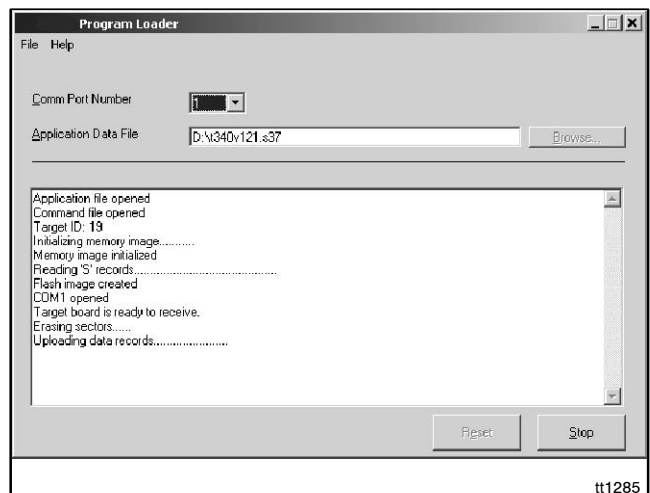 Program Loader
File Help
Comm Port Number 1
Application Data File D:\t340v121.s37 Browse...
Application file opened
Command file opened
Target ID: 19
Initializing memory image...........
Memory image initialized
Reading 'S' records............................................
Flash image created
COM1 opened
Target board is ready to receive.
Erasing sectors......
Uploading data records.......................
Reset Stop
tt1285